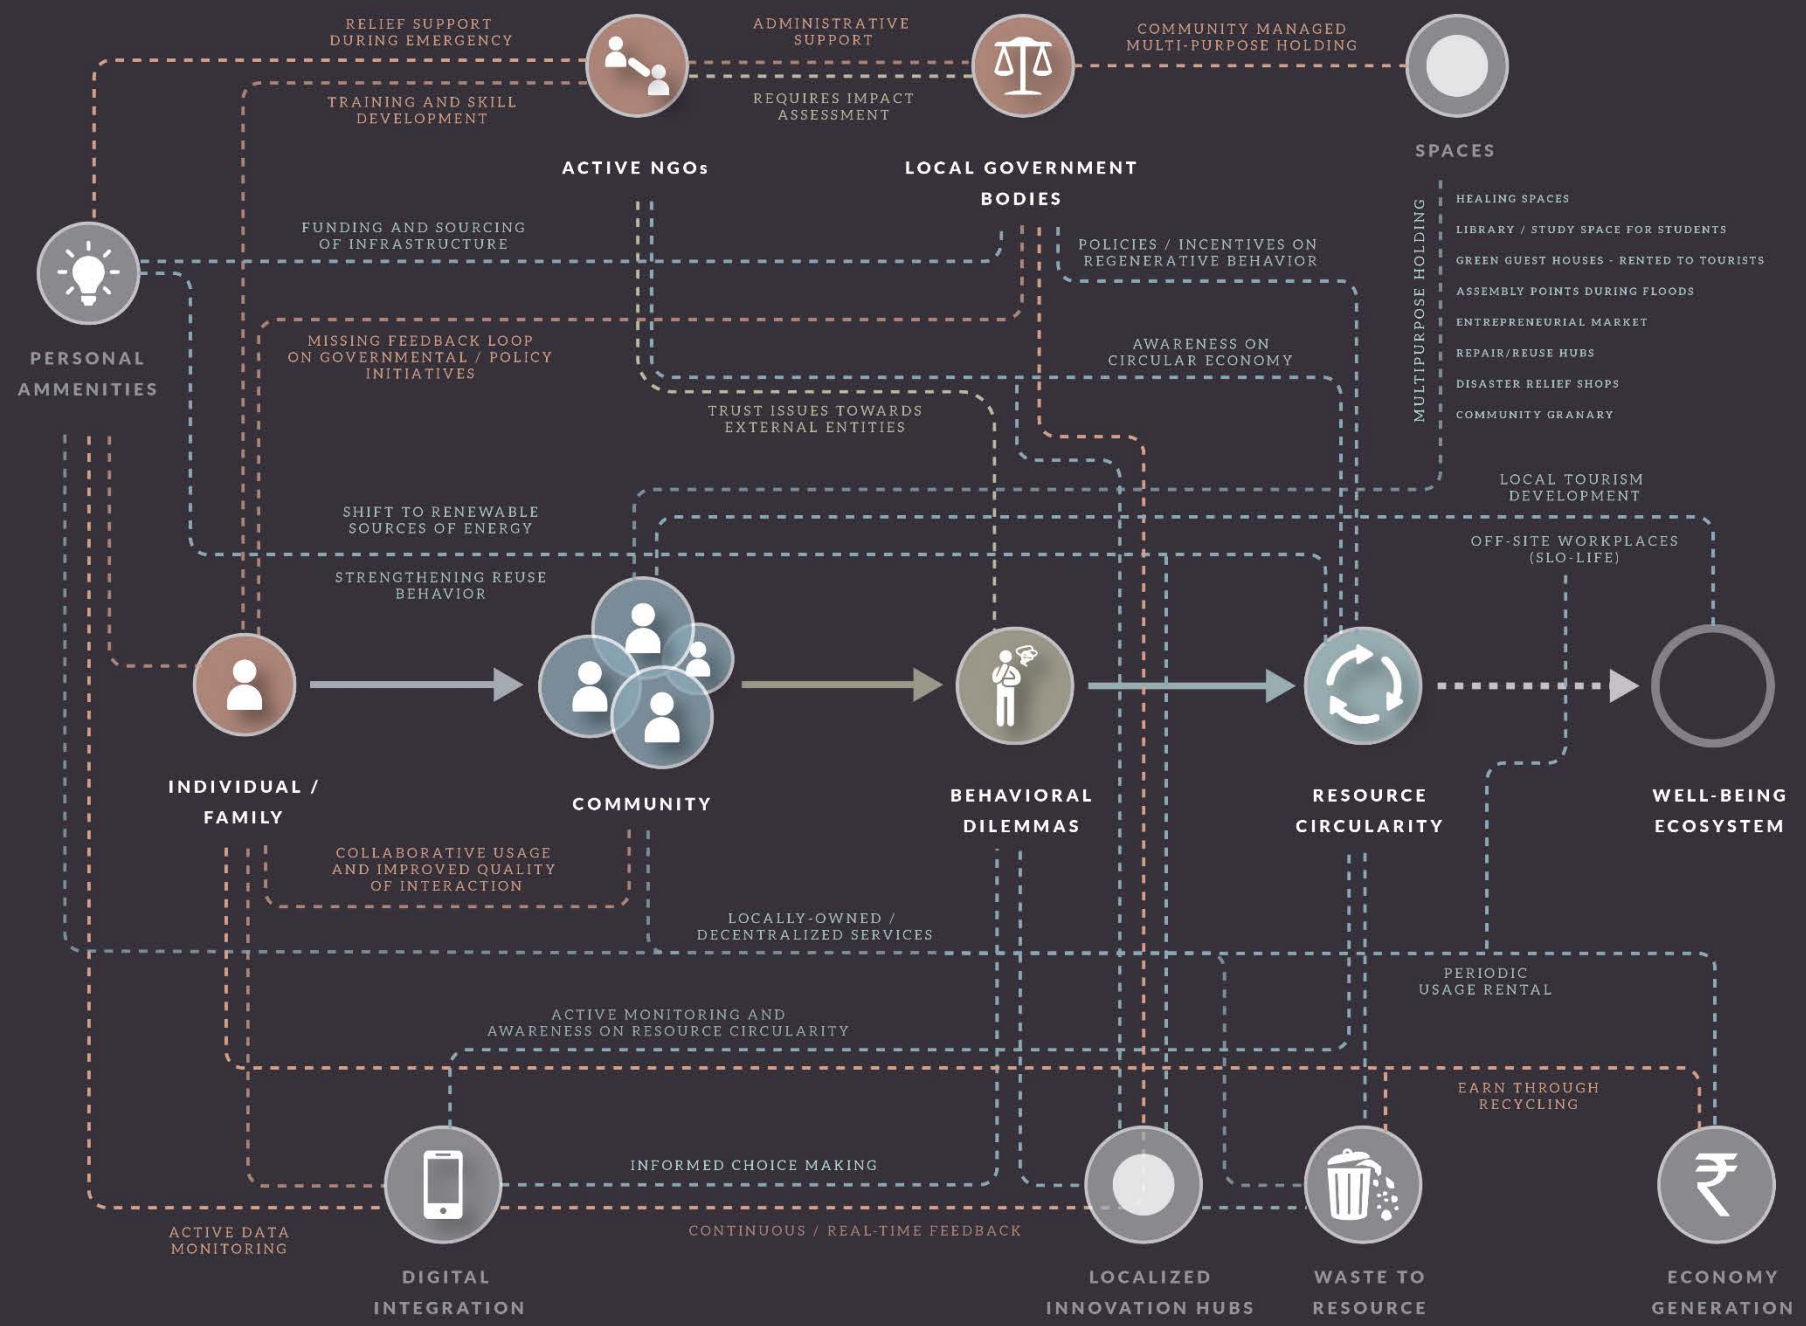 RELIEF SUPPORT
DURING EMERGENCY
ADMINISTRATIVE
SUPPORT
COMMUNITY MANAGED
MULTI-PURPOSE HOLDING
TRAINING AND SKILL
DEVELOPMENT
REQUIRES IMPACT
ASSESSMENT
ACTIVE NGOs
LOCAL GOVERNMENT
BODIES
SPACES
MULTIPURPOSE HOLDING
HEALING SPACES
LIBRARY / STUDY SPACE FOR STUDENTS
GREEN GUEST HOUSES - RENTED TO TOURISTS
ASSEMBLY POINTS DURING FLOODS
ENTREPRENEURIAL MARKET
REPAIR/REUSE HUBS
DISASTER RELIEF SHOPS
COMMUNITY GRANARY
FUNDING AND SOURCING
OF INFRASTRUCTURE
POLICIES / INCENTIVES ON
REGENERATIVE BEHAVIOR
PERSONAL
AMMENITIES
MISSING FEEDBACK LOOP
ON GOVERNMENTAL / POLICY
INITIATIVES
AWARENESS ON
CIRCULAR ECONOMY
TRUST ISSUES TOWARDS
EXTERNAL ENTITIES
LOCAL TOURISM
DEVELOPMENT
SHIFT TO RENEWABLE
SOURCES OF ENERGY
OFF-SITE WORKPLACES
(SLO-LIFE)
STRENGTHENING REUSE
BEHAVIOR
INDIVIDUAL /
FAMILY
COMMUNITY
BEHAVIORAL
DILEMMAS
RESOURCE
CIRCULARITY
WELL-BEING
ECOSYSTEM
COLLABORATIVE USAGE
AND IMPROVED QUALITY
OF INTERACTION
LOCALLY-OWNED /
DECENTRALIZED SERVICES
PERIODIC
USAGE RENTAL
ACTIVE MONITORING AND
AWARENESS ON RESOURCE CIRCULARITY
EARN THROUGH
RECYCLING
INFORMED CHOICE MAKING
₹
ACTIVE DATA
MONITORING
CONTINUOUS / REAL-TIME FEEDBACK
DIGITAL
INTEGRATION
LOCALIZED
INNOVATION HUBS
WASTE TO
RESOURCE
ECONOMY
GENERATION